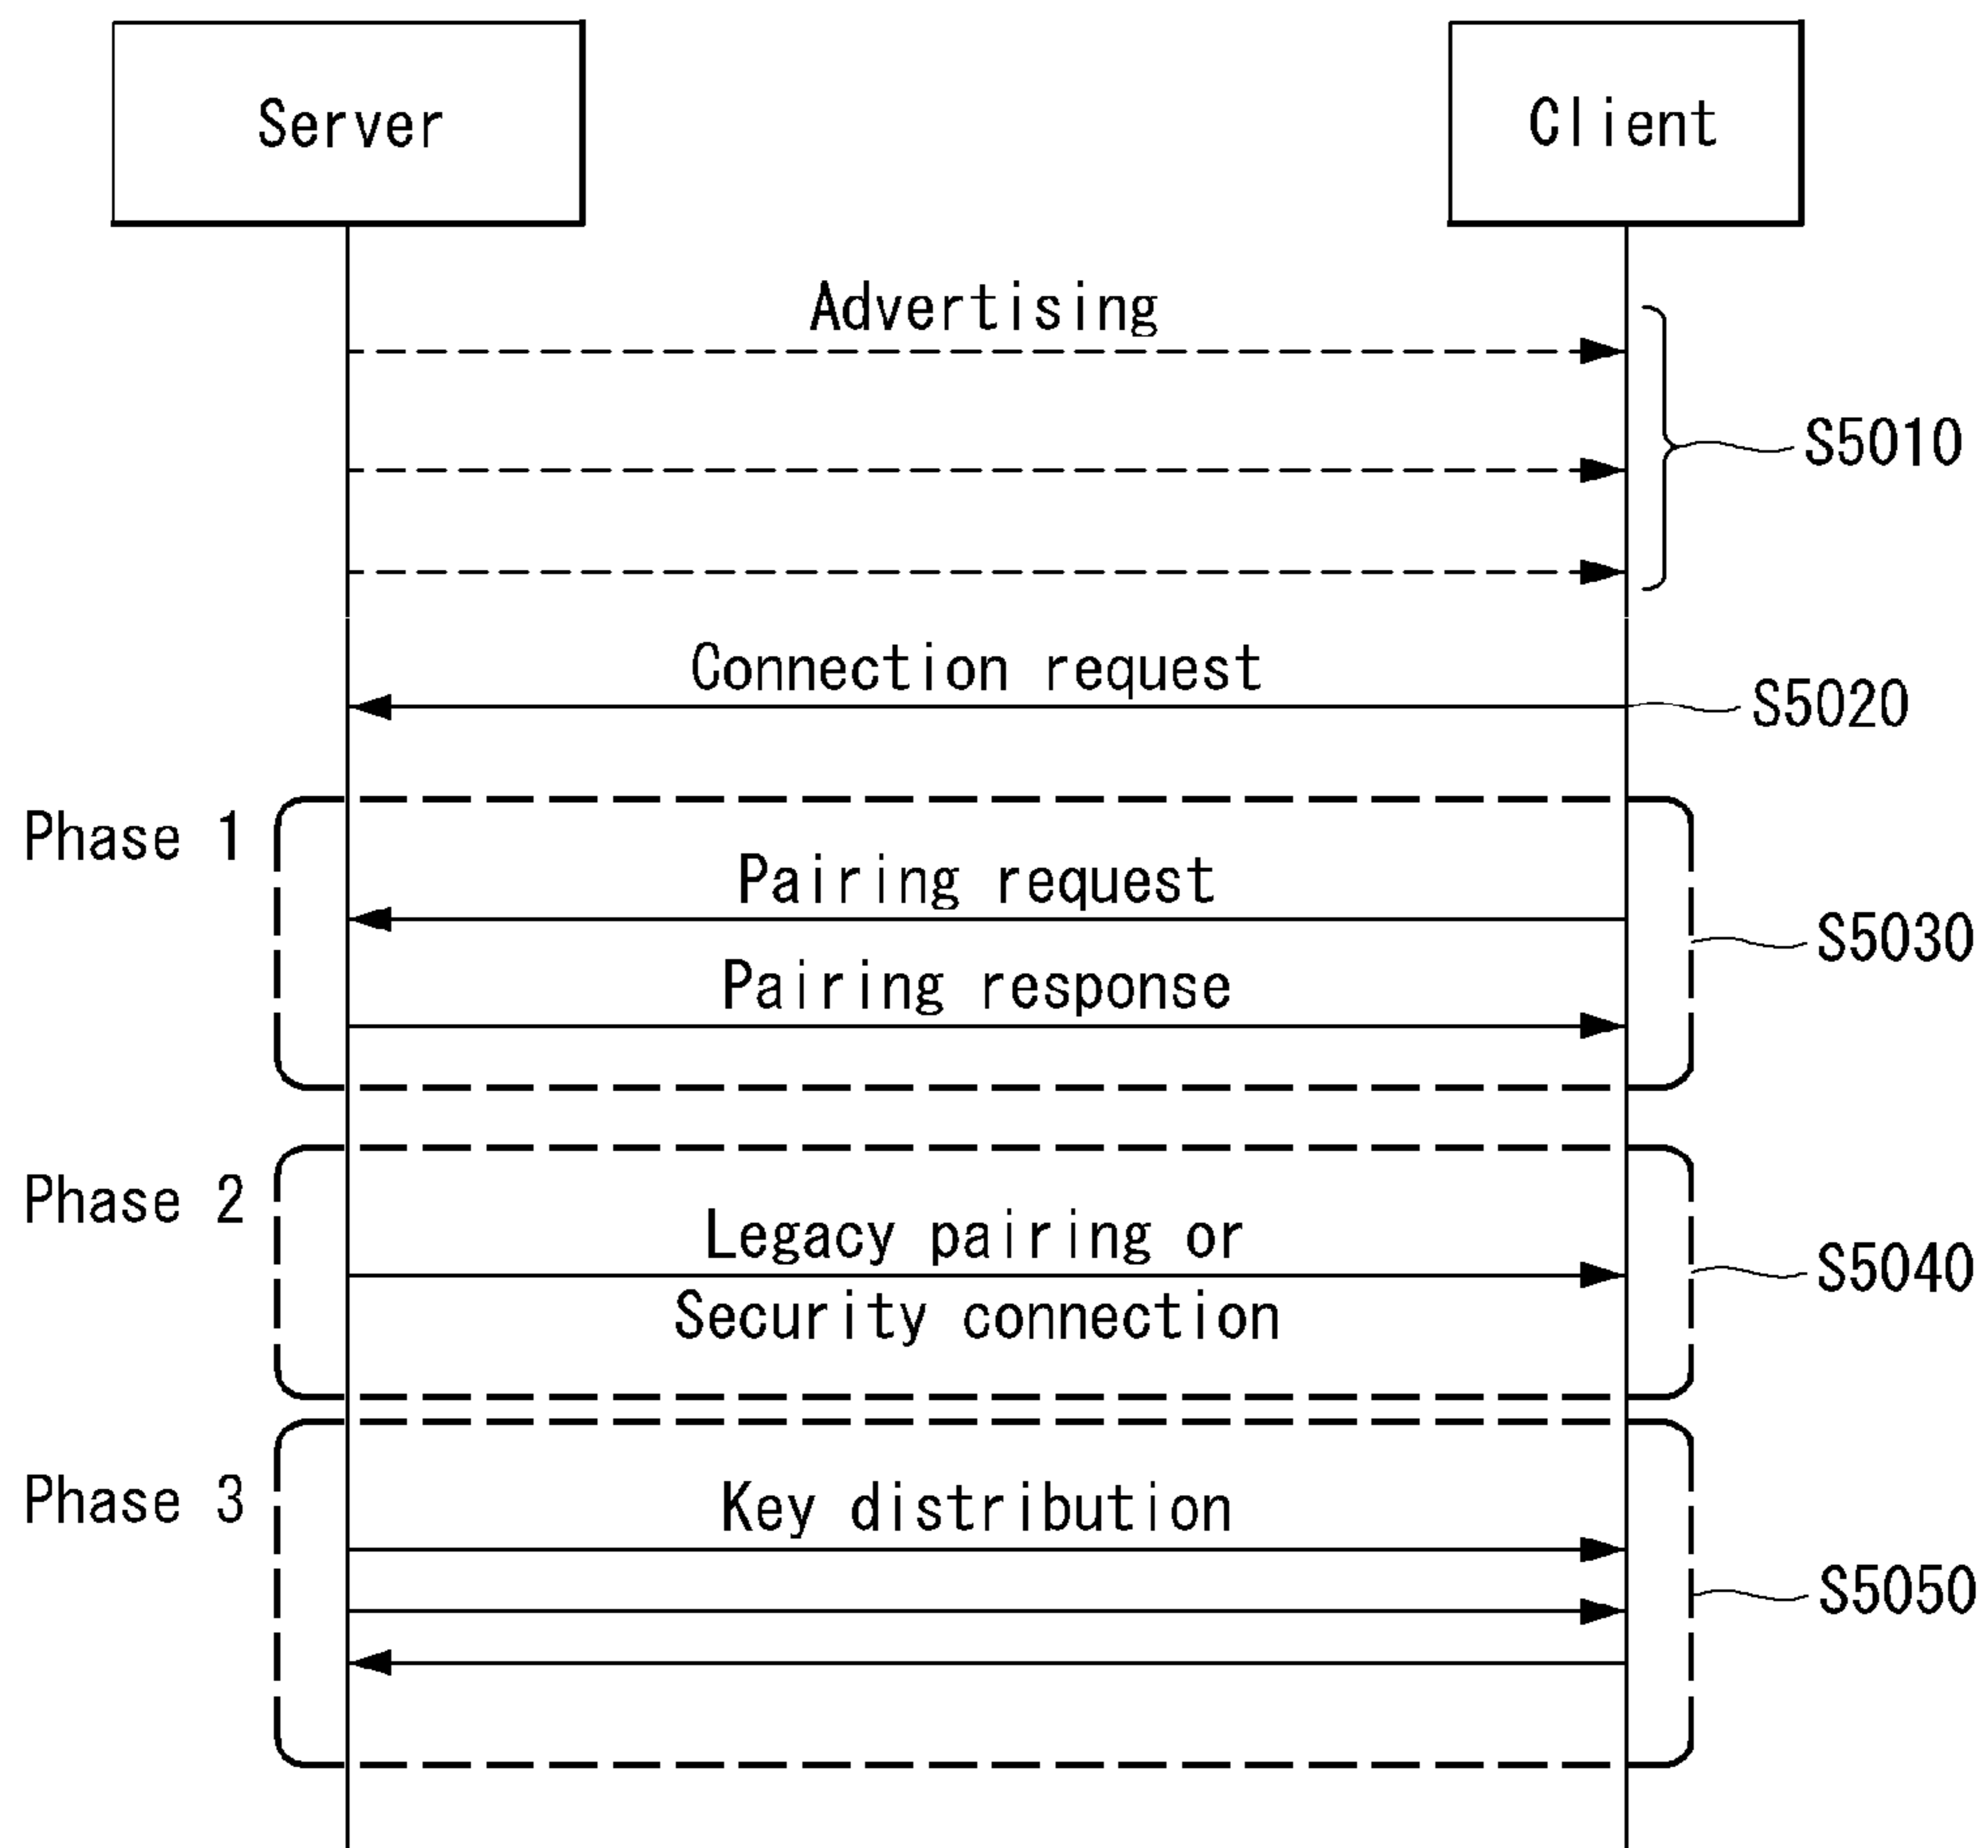 Server
Client
Advertising
S5010
Connection request
S5020
Phase 1
Pairing request
S5030
Pairing response
Phase 2
Legacy pairing or
S5040
Security connection
Phase 3
Key distribution
S5050